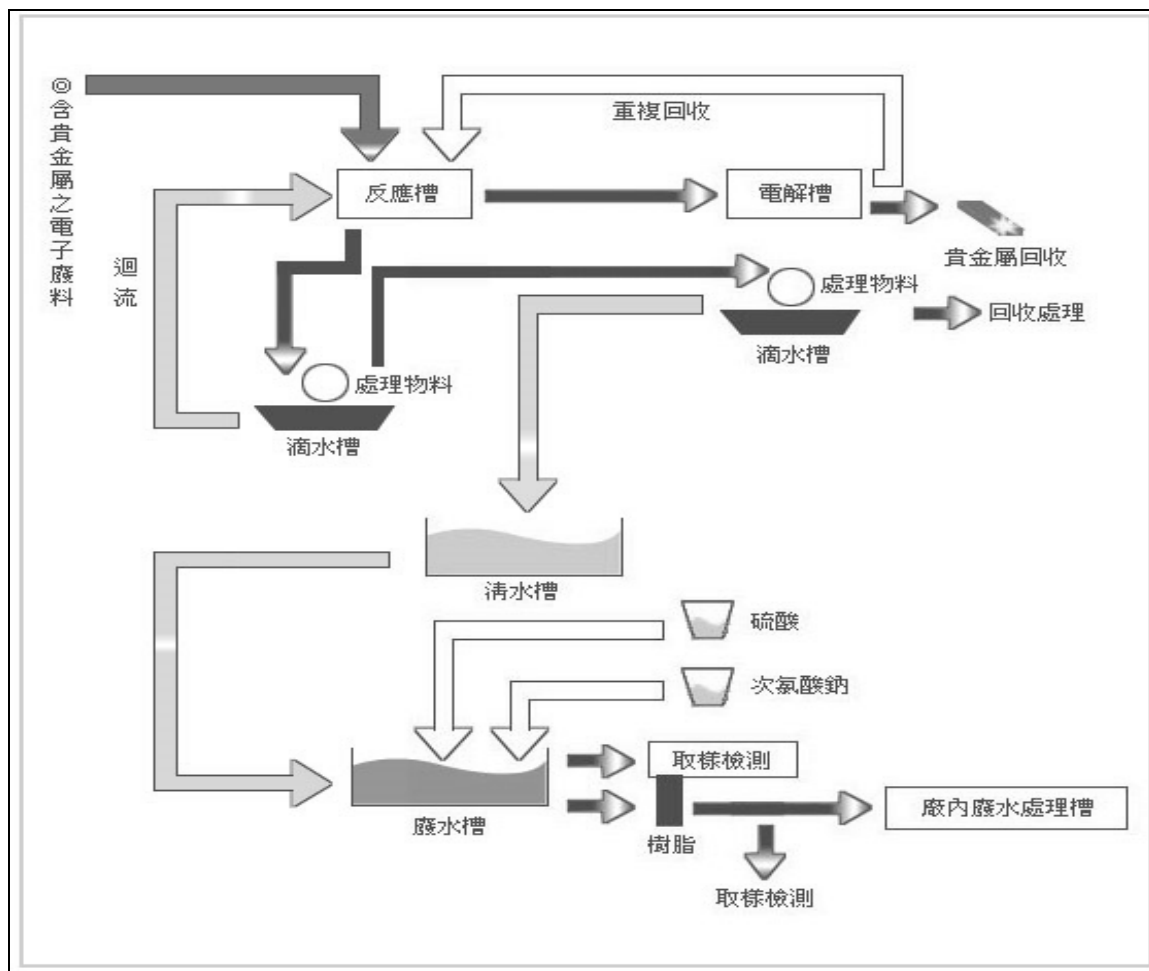 ◎含貴金屬之電子廢料
重複回收
反應槽
電解槽
迴流
貴金屬回收
處理物料
回收處理
滴水槽
處理物料
滴水槽
清水槽
硫酸
次氯酸鈉
取樣檢測
廢水槽
樹脂
廠內廢水處理槽
取樣檢測